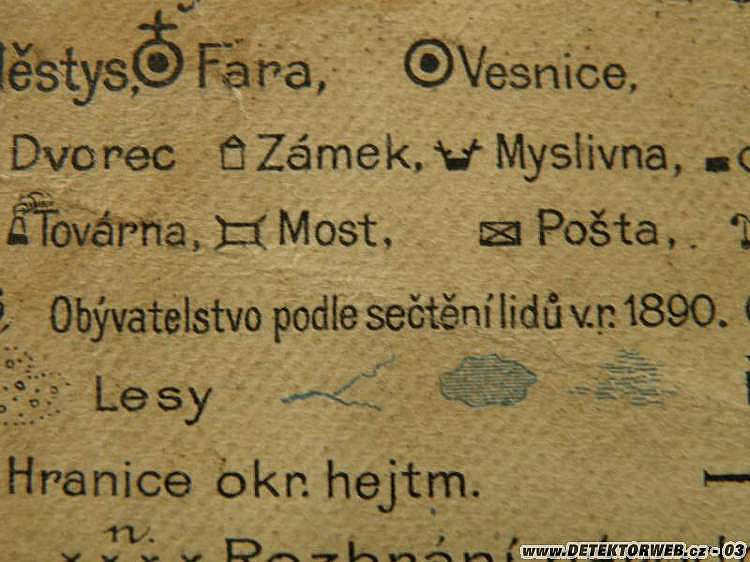 Fara, Vesnice,
Dvorec Zámek, Myslivna,
Továrna, Most, Pošta,
Obývatelstvo podle sečtění lidů v.r. 1890.
Lesy
Hranice okr. hejtm.
n.
www.DETEKTORWEB.cz - 03